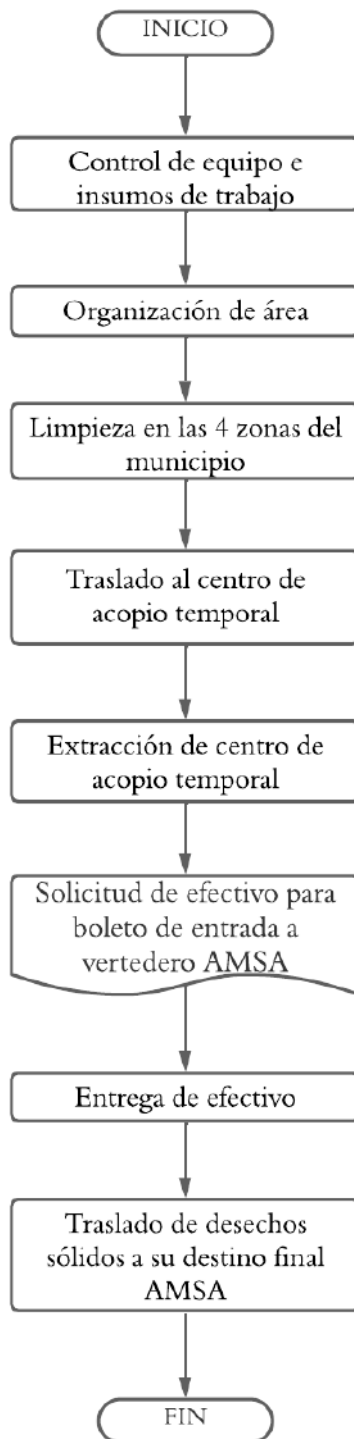 INICIO
Control de equipo e
insumos de trabajo
Organización de área
Limpieza en las 4 zonas del
municipio
Traslado al centro de
acopio temporal
Extracción de centro de
acopio temporal
Solicitud de efectivo para
boleto de entrada a
vertedero AMSA
Entrega de efectivo
Traslado de desechos
sólidos a su destino final
AMSA
FIN